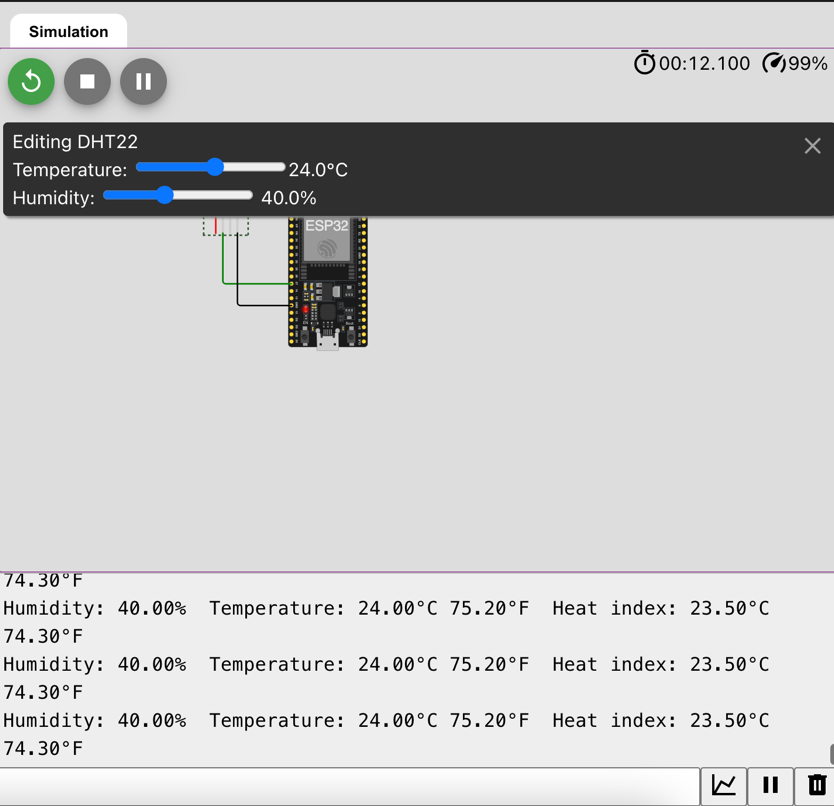 Simulation
00:12.100 99%
Editing DHT22
Temperature: 24.0°C
Humidity: 40.0%
ESP32
74.30°F
Humidity: 40.00%  Temperature: 24.00°C 75.20°F  Heat index: 23.50°C
74.30°F
Humidity: 40.00%  Temperature: 24.00°C 75.20°F  Heat index: 23.50°C
74.30°F
Humidity: 40.00%  Temperature: 24.00°C 75.20°F  Heat index: 23.50°C
74.30°F